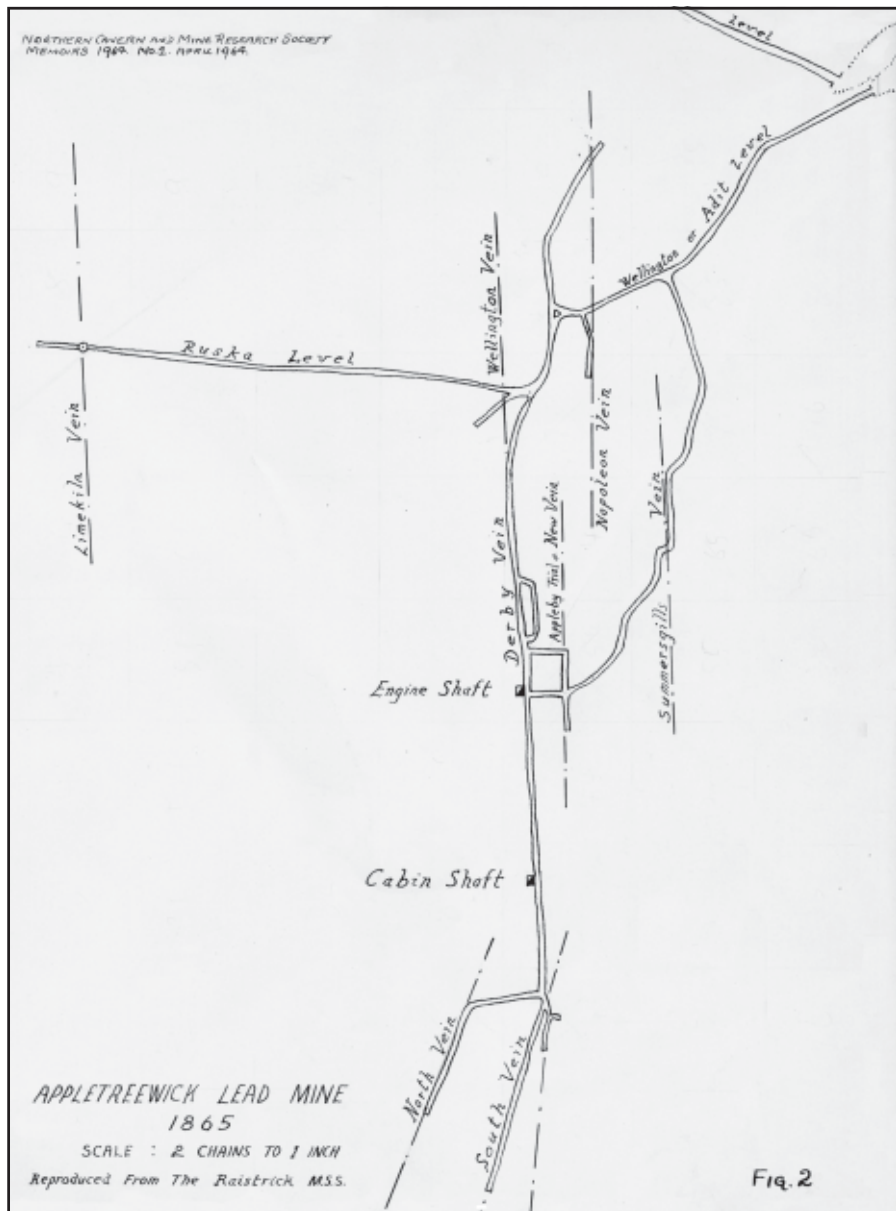 NORTHERN CAVERN AND MINE RESEARCH SOCIETY
MEMOIRS 1964. NO.2. APRIL 1964.
Level
Wellington or Adit Level
Wellington Vein
Ruska Level
Limekiln Vein
Napoleon Vein
Derby Vein
Appleby Trial or New Vein
Summersgills Vein
Engine Shaft
Cabin Shaft
North Vein
South Vein
APPLETREEWICK LEAD MINE
1865
SCALE : 2 CHAINS TO 1 INCH
Reproduced From The Raistrick M.S.S.
FIG. 2